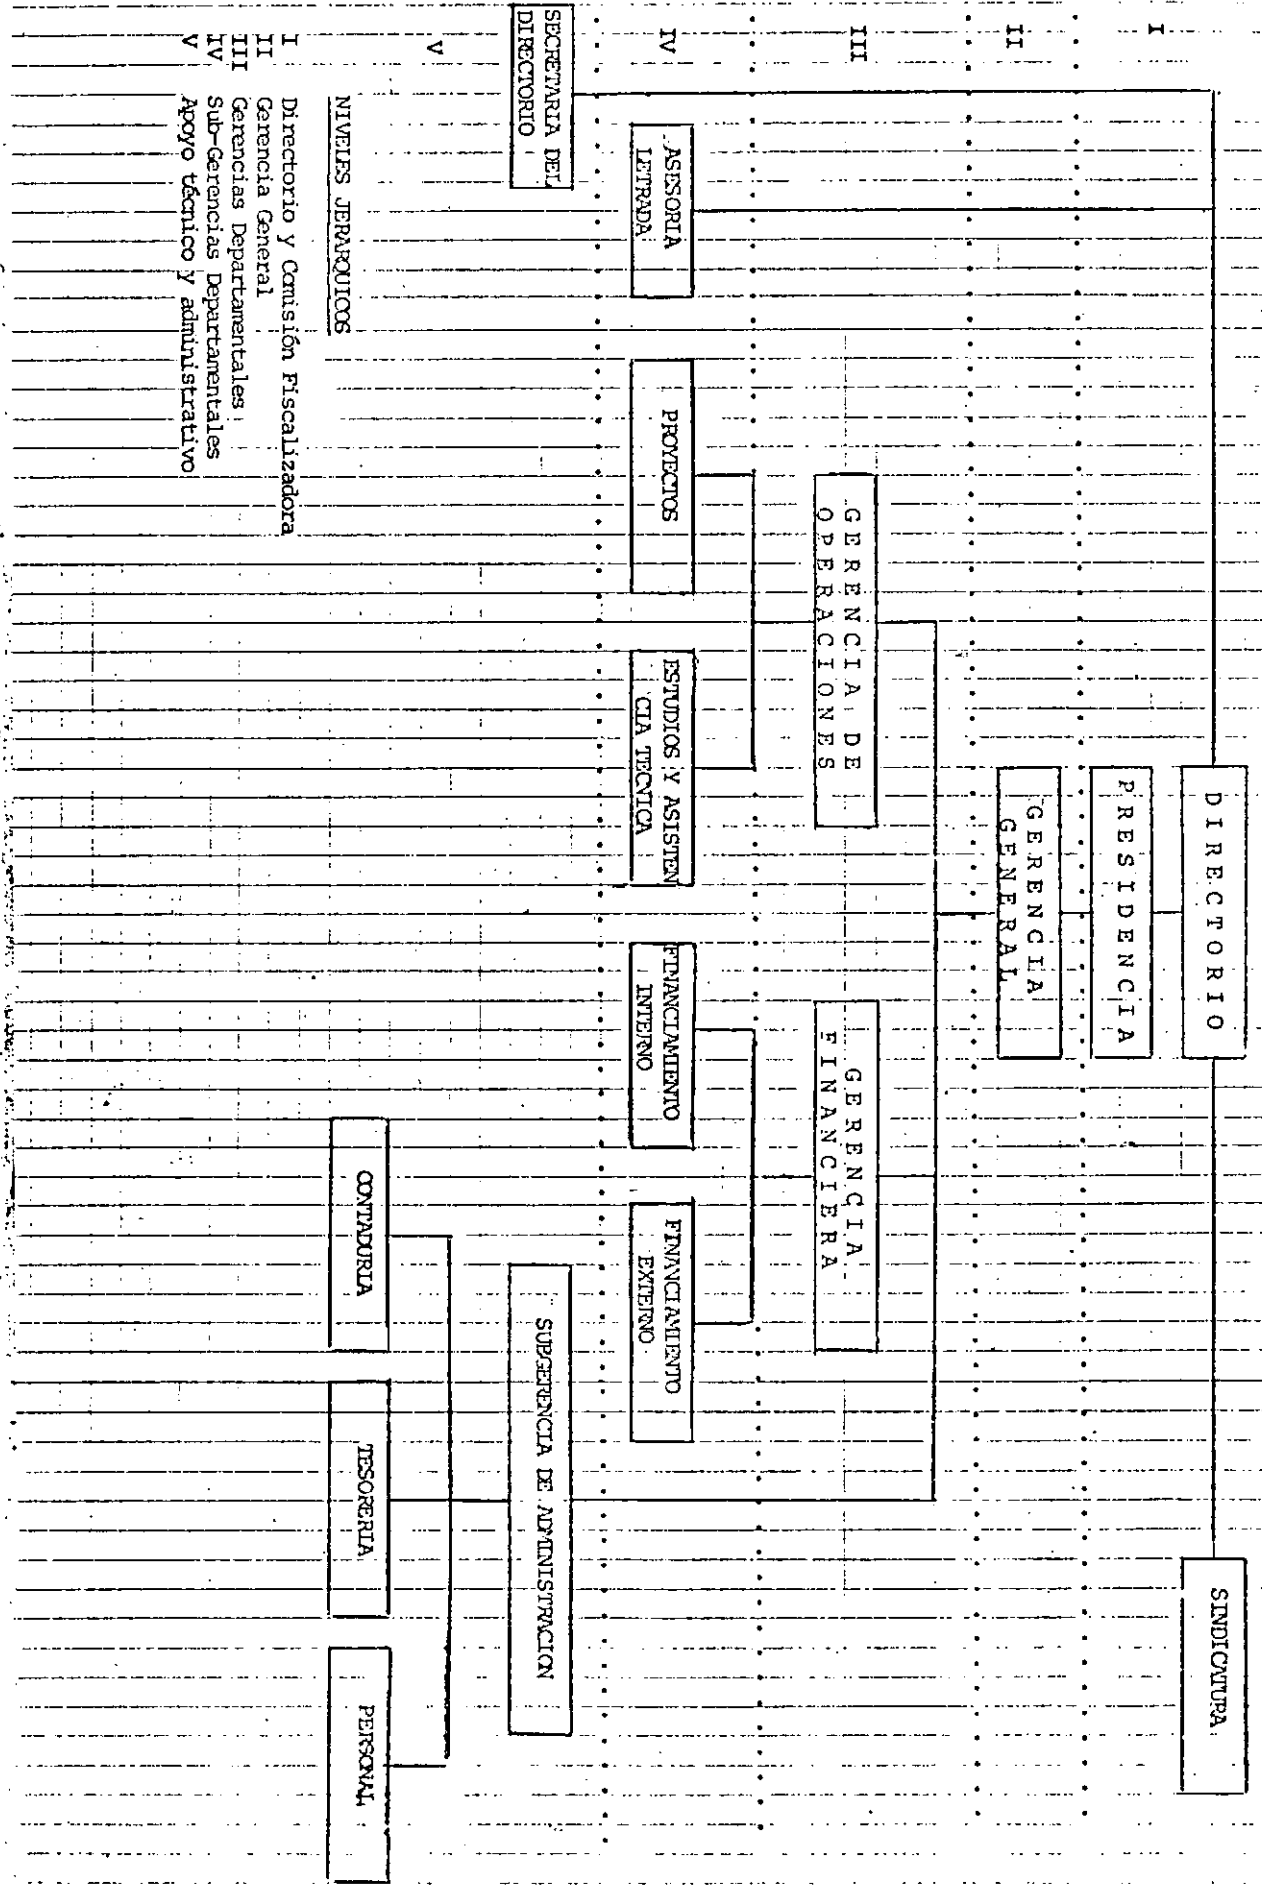 I
DIRECTORIO
SINDICATURA
PRESIDENCIA
II
GERENCIA
GENERAL
III
GERENCIA DE
OPERACIONES
GERENCIA
FINANCIERA
IV
ASESORIA
LETRADA
PROYECTOS
ESTUDIOS Y ASISTEN
CIA TECNICA
FINANCIAMIENTO
INTERNO
FINANCIAMIENTO
EXTERNO
SECRETARIA DEL
DIRECTORIO
SUBGERENCIA DE ADMINISTRACION
V
CONTADURIA
TESORERIA
PERSONAL
NIVELES JERARQUICOS
I Directorio y Comisión Fiscalizadora
II Gerencia General
III Gerencias Departamentales
IV Sub-Gerencias Departamentales
V Apoyo técnico y administrativo